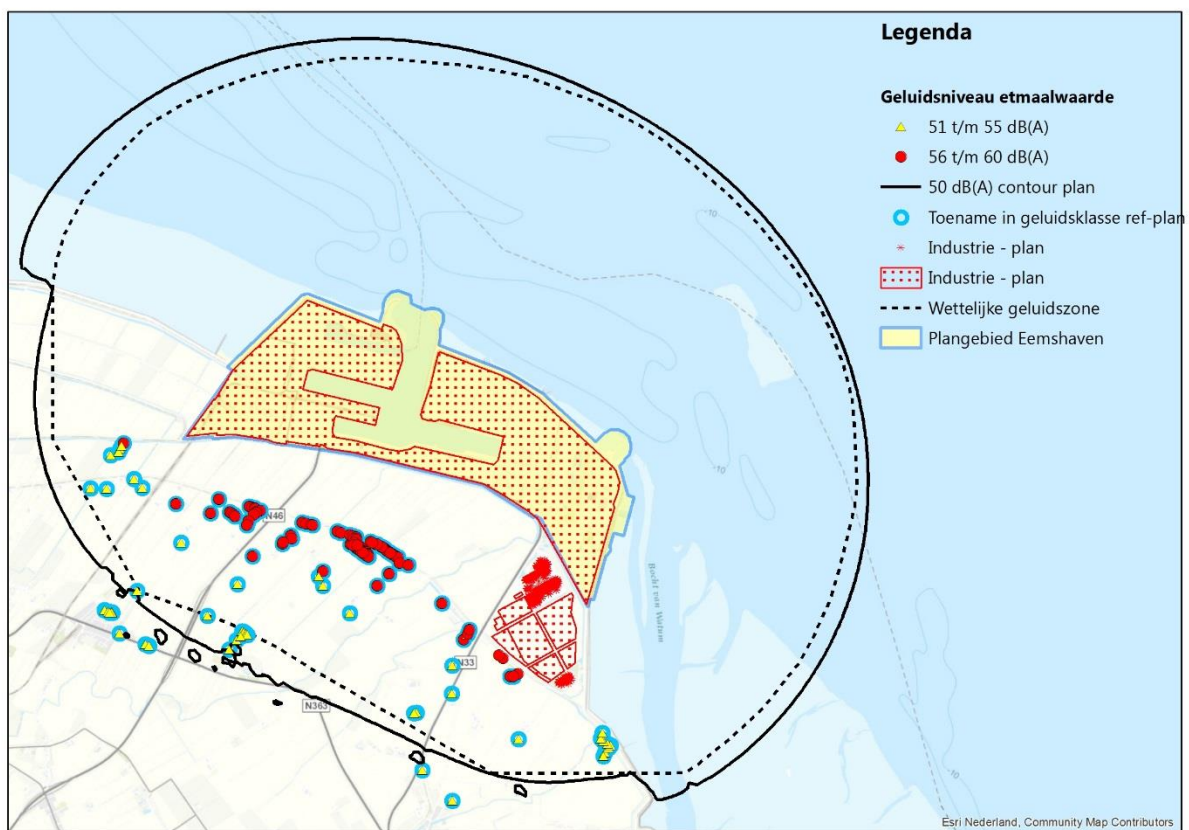 Legenda
Geluidsniveau etmaalwaarde
51 t/m 55 dB(A)
56 t/m 60 dB(A)
50 dB(A) contour plan
Toename in geluidsklasse ref-plan
Industrie - plan
Industrie - plan
Wettelijke geluidszone
Plangebied Eemshaven
-10
-10
-10
-10
N46
Bocht van Watum
N33
N363
Esri Nederland, Community Map Contributors